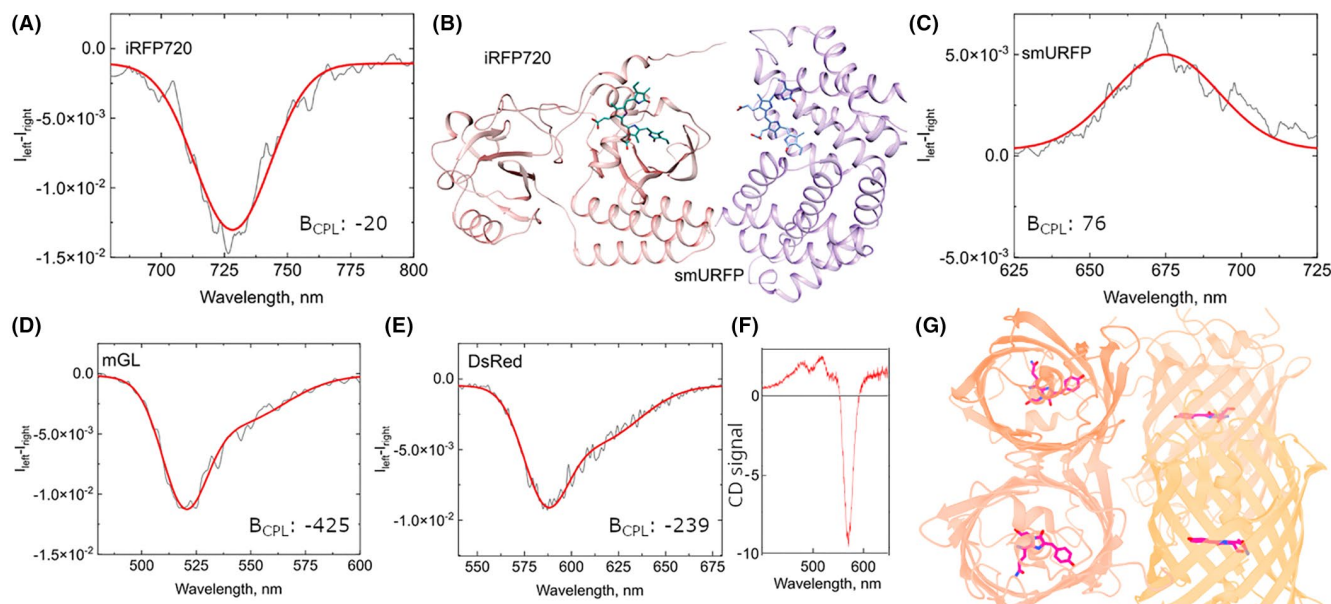 (A)
iRFP720
0.0
-5.0×10⁻³
-1.0×10⁻²
-1.5×10⁻²
I_left-I_right
B_CPL: -20
700 725 750 775 800
Wavelength, nm
(B)
iRFP720
smURFP
(C)
smURFP
5.0×10⁻³
0.0
-5.0×10⁻³
I_left-I_right
B_CPL: 76
625 650 675 700 725
Wavelength, nm
(D)
mGL
0.0
-5.0×10⁻³
-1.0×10⁻²
-1.5×10⁻²
I_left-I_right
B_CPL: -425
500 525 550 575 600
Wavelength, nm
(E)
DsRed
0.0
-5.0×10⁻³
-1.0×10⁻²
I_left-I_right
B_CPL: -239
550 575 600 625 650 675
Wavelength, nm
(F)
0
-5
-10
CD signal
500 600
Wavelength, nm
(G)